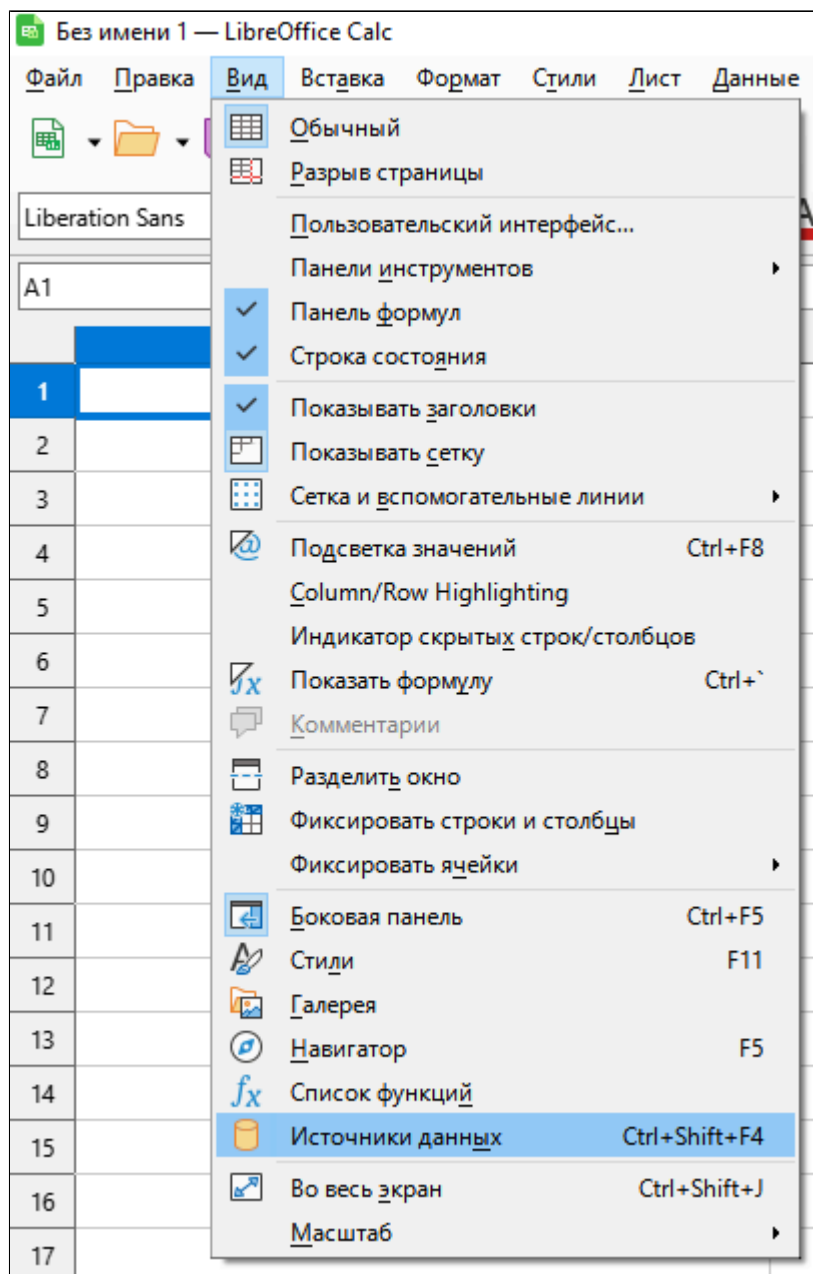 Без имени 1 — LibreOffice Calc
Файл Правка Вид Вставка Формат Стили Лист Данные
Обычный
Разрыв страницы
Liberation Sans
Пользовательский интерфейс...
Панели инструментов
A1
Панель формул
Строка состояния
1
Показывать заголовки
2
Показывать сетку
3
Сетка и вспомогательные линии
4
Подсветка значений Ctrl+F8
5
Column/Row Highlighting
Индикатор скрытых строк/столбцов
6
Показать формулу Ctrl+`
7
Комментарии
8
Разделить окно
9
Фиксировать строки и столбцы
10
Фиксировать ячейки
11
Боковая панель Ctrl+F5
12
Стили F11
Галерея
13
Навигатор F5
14
Список функций
15
Источники данных Ctrl+Shift+F4
16
Во весь экран Ctrl+Shift+J
Масштаб
17